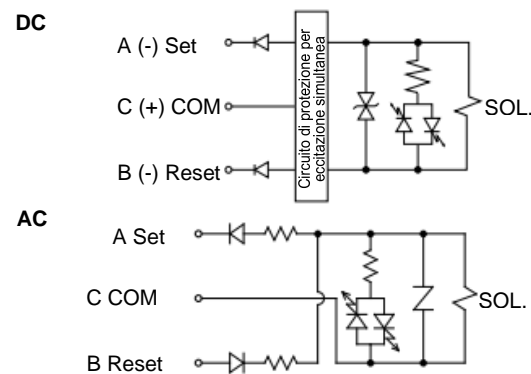 DC
A (-) Set
C (+) COM
B (-) Reset
Circuito di protezione per
eccitazione simultanea
SOL.
AC
A Set
C COM
B Reset
SOL.